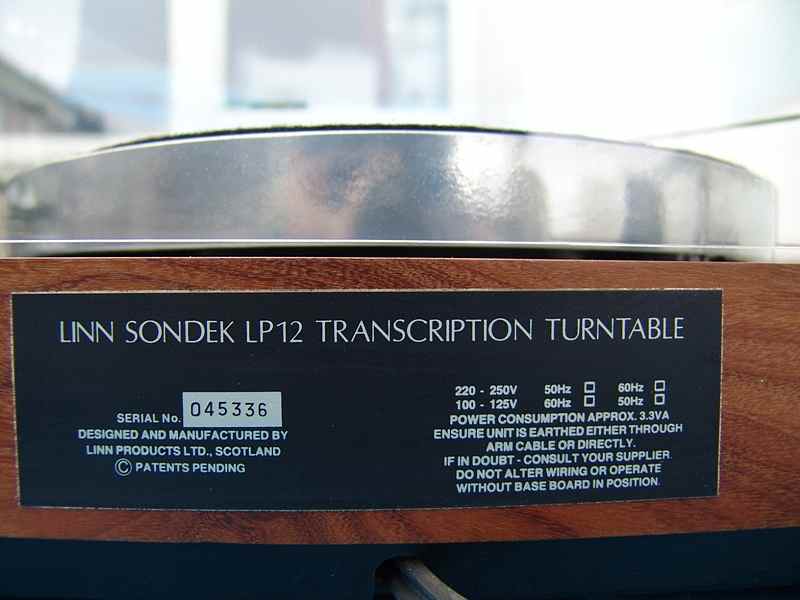 LINN SONDEK LP12 TRANSCRIPTION TURNTABLE
SERIAL No. 045336
DESIGNED AND MANUFACTURED BY
LINN PRODUCTS LTD., SCOTLAND
© PATENTS PENDING
220 - 250V 50Hz ☐ 60Hz ☐
100 - 125V 60Hz ☐ 50Hz ☐
POWER CONSUMPTION APPROX. 3.3VA
ENSURE UNIT IS EARTHED EITHER THROUGH
ARM CABLE OR DIRECTLY.
IF IN DOUBT - CONSULT YOUR SUPPLIER.
DO NOT ALTER WIRING OR OPERATE
WITHOUT BASE BOARD IN POSITION.